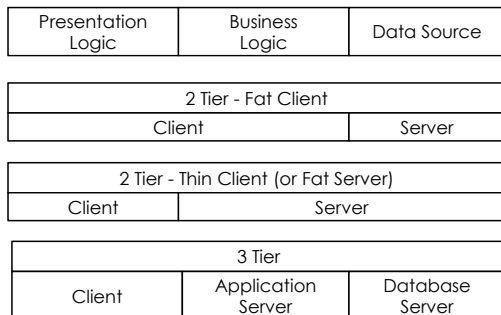 Presentation Logic
Business Logic
Data Source
2 Tier - Fat Client
Client
Server
2 Tier - Thin Client (or Fat Server)
Client
Server
3 Tier
Client
Application Server
Database Server